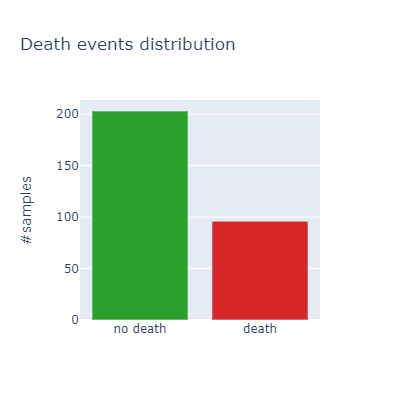 Death events distribution
# samples
200
150
100
50
0
no death
death